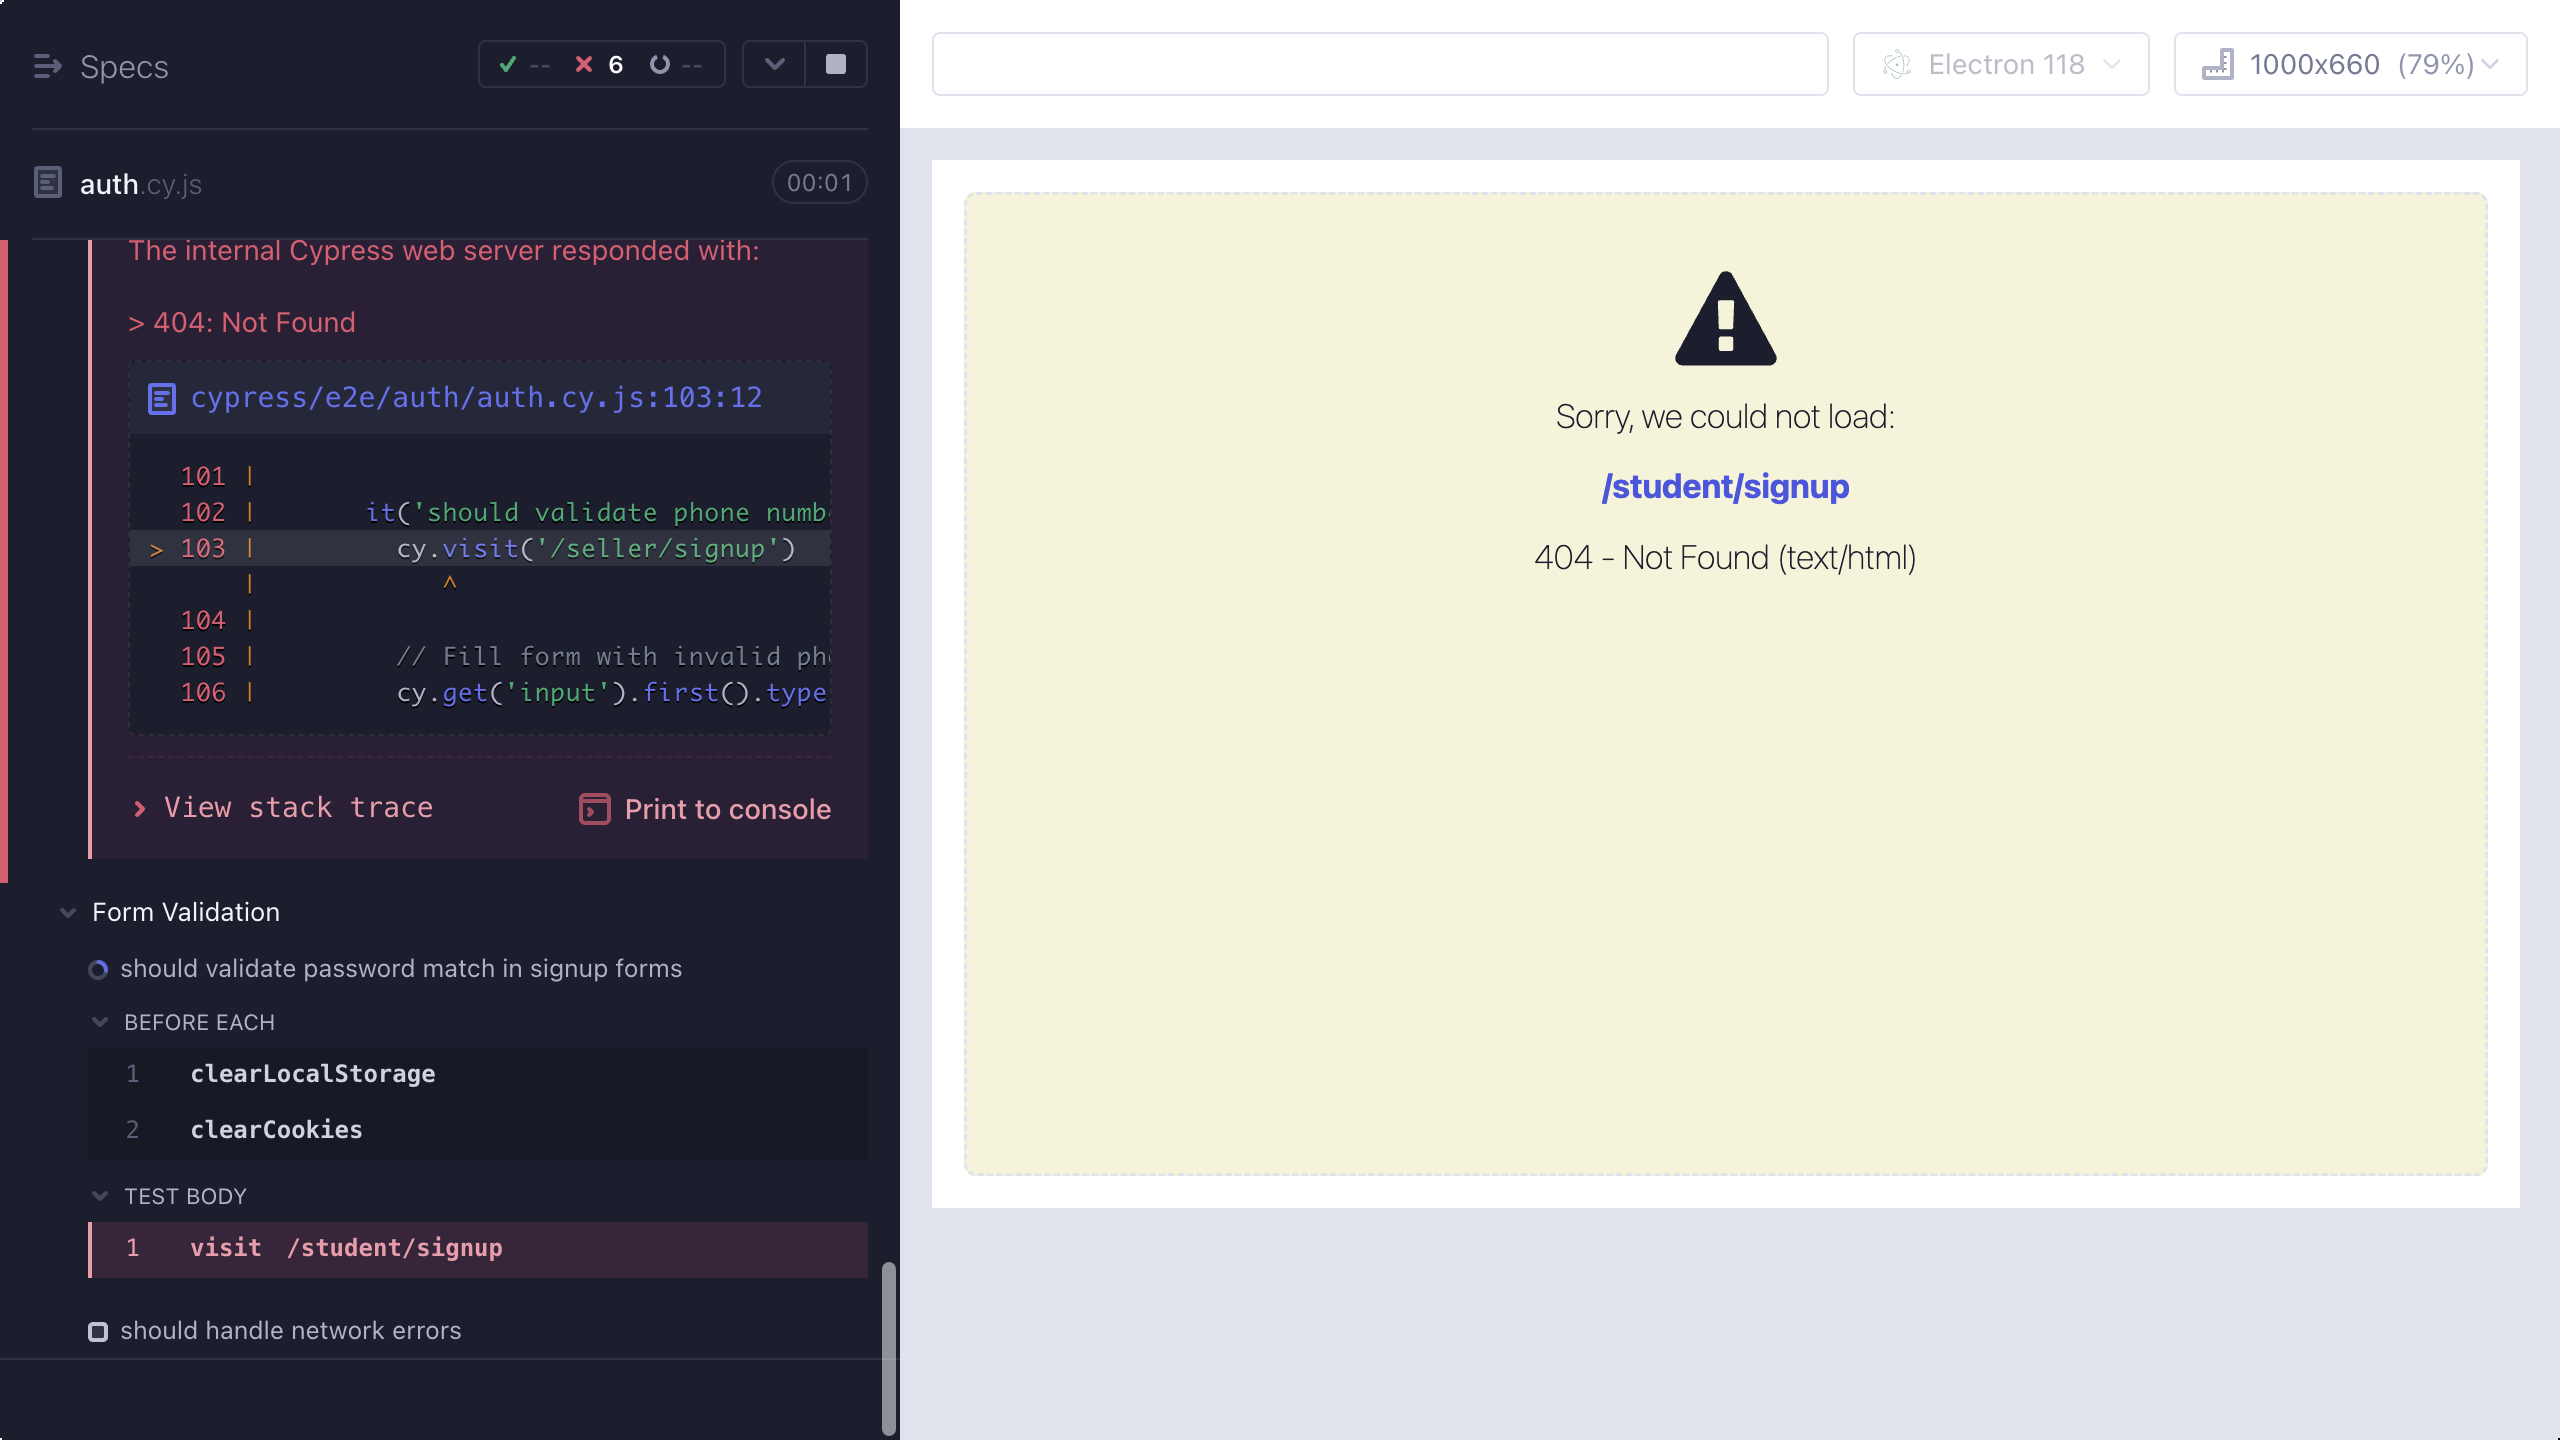 Specs
-- 6 --
auth.cy.js
00:01
The internal Cypress web server responded with:
> 404: Not Found
cypress/e2e/auth/auth.cy.js:103:12
101 |
102 | it('should validate phone numb
> 103 | cy.visit('/seller/signup')
| ^
104 |
105 | // Fill form with invalid ph
106 | cy.get('input').first().type
View stack trace
Print to console
Form Validation
should validate password match in signup forms
BEFORE EACH
1 clearLocalStorage
2 clearCookies
TEST BODY
1 visit /student/signup
should handle network errors
Electron 118
1000x660 (79%)
Sorry, we could not load:
/student/signup
404 - Not Found (text/html)